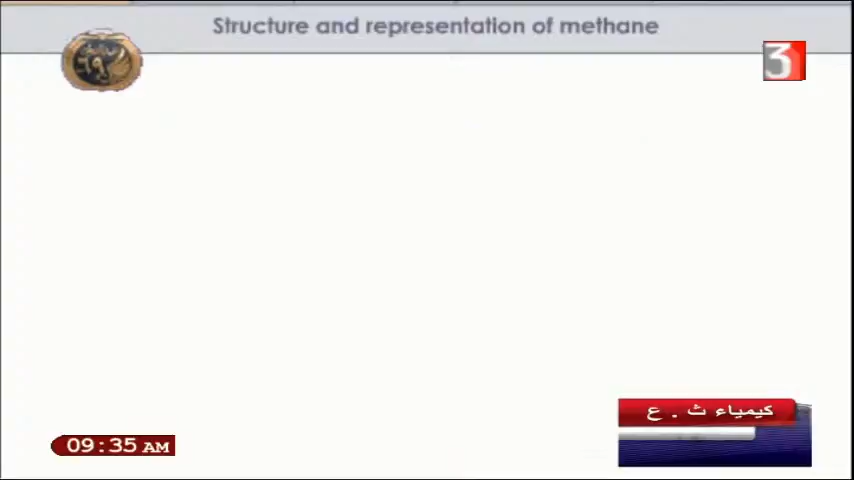 Structure and representation of methane
3
كيمياء ث . ع
09:35 AM